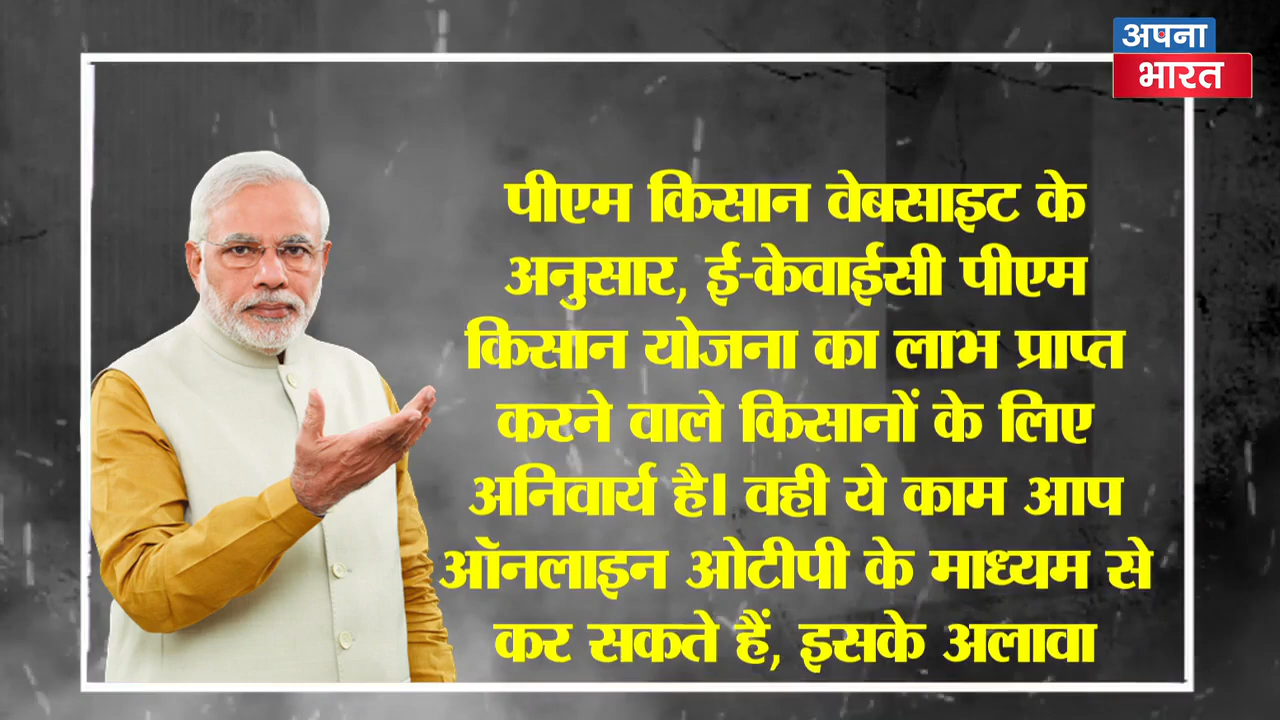 अपना
भारत
पीएम किसान वेबसाइट के
अनुसार, ई-केवाईसी पीएम
किसान योजना का लाभ प्राप्त
करने वाले किसानों के लिए
अनिवार्य है। वही ये काम आप
ऑनलाइन ओटीपी के माध्यम से
कर सकते हैं, इसके अलावा